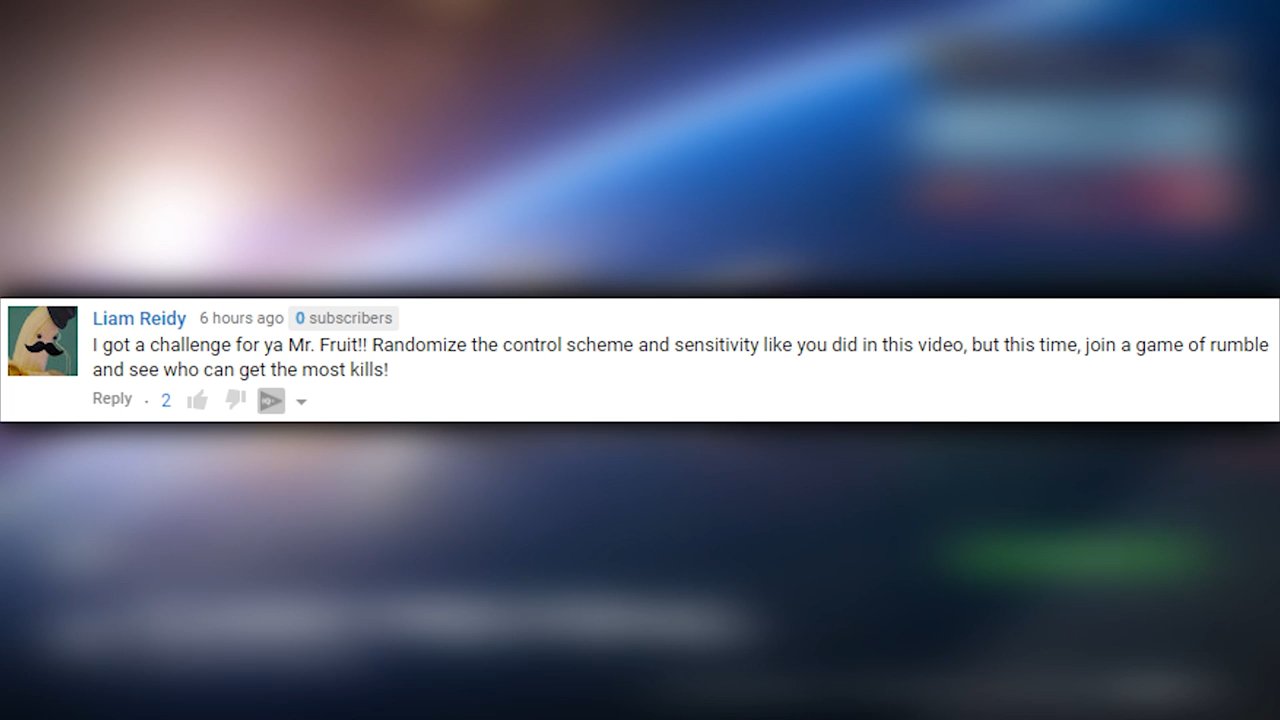 Liam Reidy 6 hours ago 0 subscribers
I got a challenge for ya Mr. Fruit!! Randomize the control scheme and sensitivity like you did in this video, but this time, join a game of rumble
and see who can get the most kills!
Reply . 2